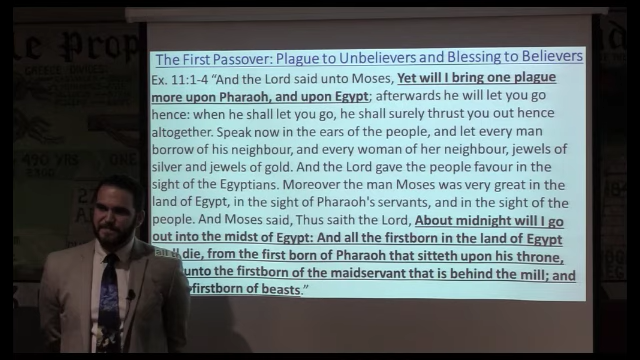 The First Passover: Plague to Unbelievers and Blessing to Believers
Ex. 11:1-4 "And the Lord said unto Moses, Yet will I bring one plague
more upon Pharaoh, and upon Egypt; afterwards he will let you go
hence: when he shall let you go, he shall surely thrust you out hence
altogether. Speak now in the ears of the people, and let every man
borrow of his neighbour, and every woman of her neighbour, jewels of
silver and jewels of gold. And the Lord gave the people favour in the
sight of the Egyptians. Moreover the man Moses was very great in the
land of Egypt, in the sight of Pharaoh's servants, and in the sight of the
people. And Moses said, Thus saith the Lord, About midnight will I go
out into the midst of Egypt: And all the firstborn in the land of Egypt
die, from the first born of Pharaoh that sitteth upon his throne,
unto the firstborn of the maidservant that is behind the mill; and
firstborn of beasts."
le Prop
GREECE DIVIDES
490 YRS
ONE